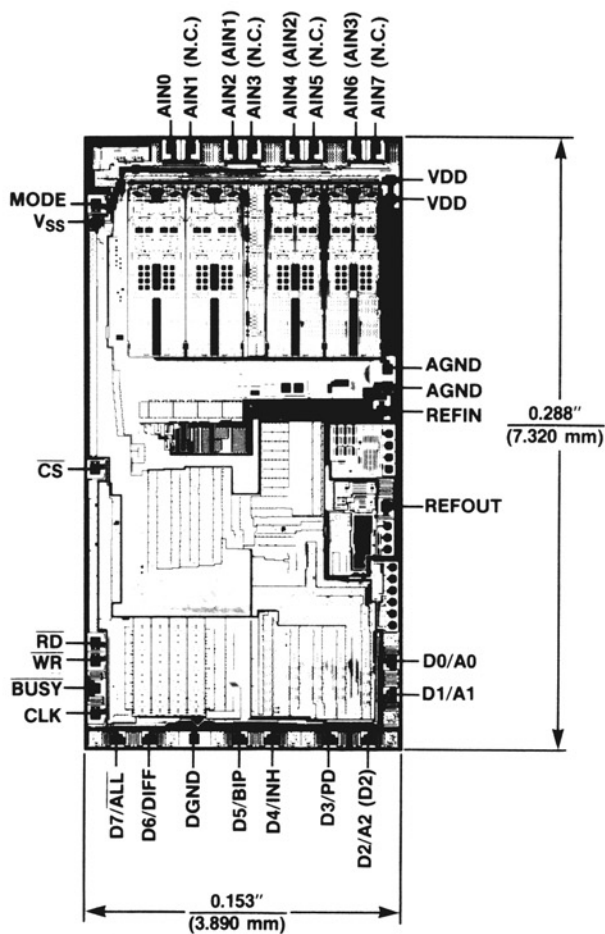 AIN0
AIN1 (N.C.)
AIN2 (AIN1)
AIN3 (N.C.)
AIN4 (AIN2)
AIN5 (N.C.)
AIN6 (AIN3)
AIN7 (N.C.)
MODE
VSS
VDD
VDD
AGND
AGND
REFIN
0.288"
(7.320 mm)
CS
REFOUT
RD
WR
BUSY
CLK
D0/A0
D1/A1
D7/ALL
D6/DIFF
DGND
D5/BIP
D4/INH
D3/PD
D2/A2 (D2)
0.153"
(3.890 mm)